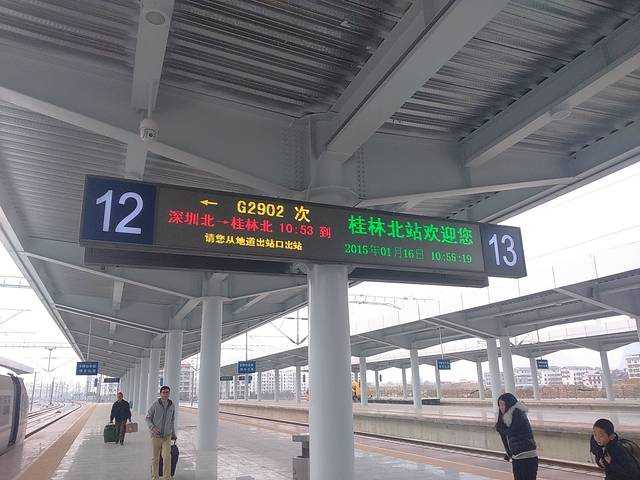 12
← G2902 次
深圳北→桂林北 10:53 到
请您从地道出站口出站
桂林北站欢迎您
2015年01月16日 10:55:19
13